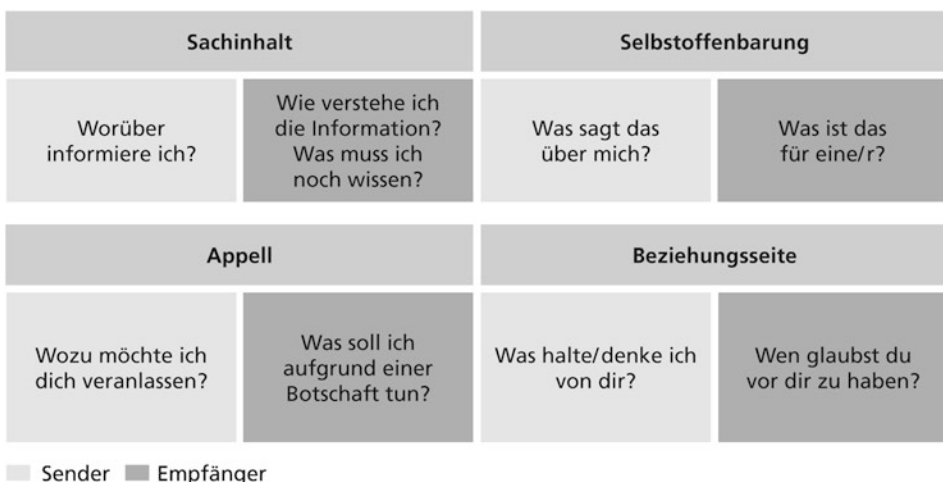 Sachinhalt
Selbstoffenbarung
Worüber
informiere ich?
Wie verstehe ich
die Information?
Was muss ich
noch wissen?
Was sagt das
über mich?
Was ist das
für eine/r?
Appell
Beziehungsseite
Wozu möchte ich
dich veranlassen?
Was soll ich
aufgrund einer
Botschaft tun?
Was halte/denke ich
von dir?
Wen glaubst du
vor dir zu haben?
Sender
Empfänger